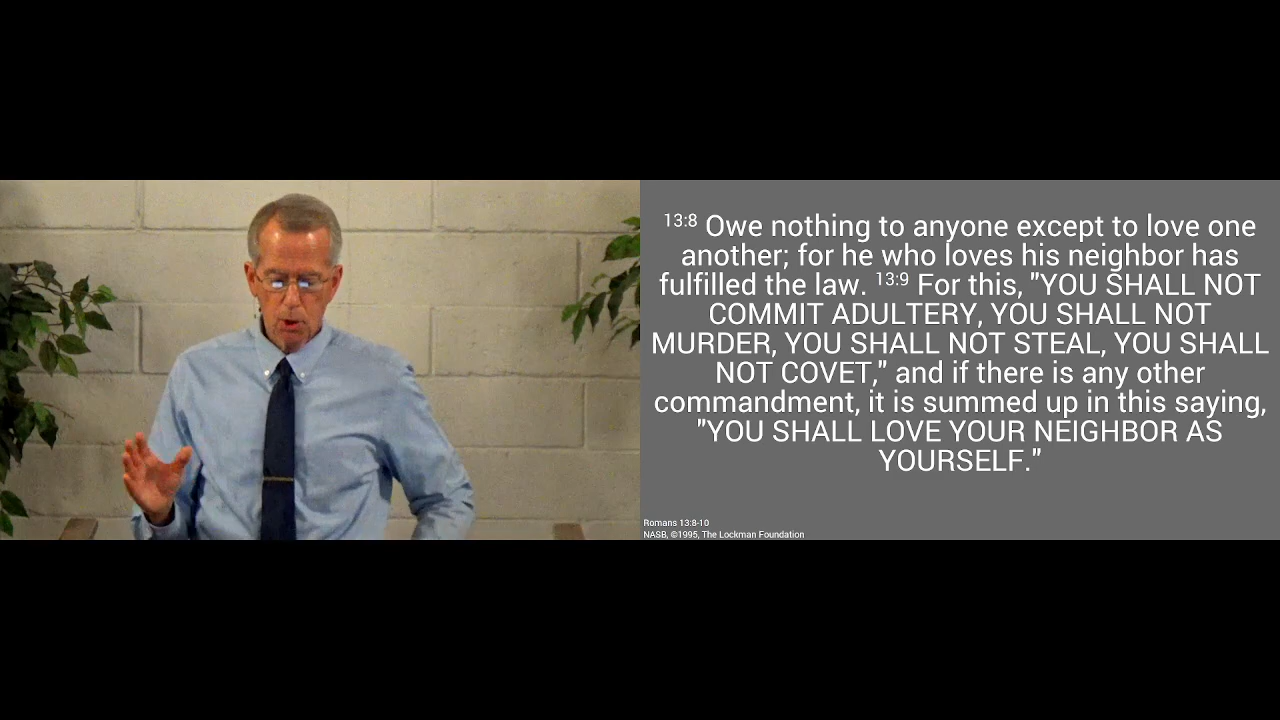 13:8 Owe nothing to anyone except to love one
another; for he who loves his neighbor has
fulfilled the law. 13:9 For this, "YOU SHALL NOT
COMMIT ADULTERY, YOU SHALL NOT
MURDER, YOU SHALL NOT STEAL, YOU SHALL
NOT COVET," and if there is any other
commandment, it is summed up in this saying,
"YOU SHALL LOVE YOUR NEIGHBOR AS
YOURSELF."
Romans 13:8-10
NASB, ©1995, The Lockman Foundation